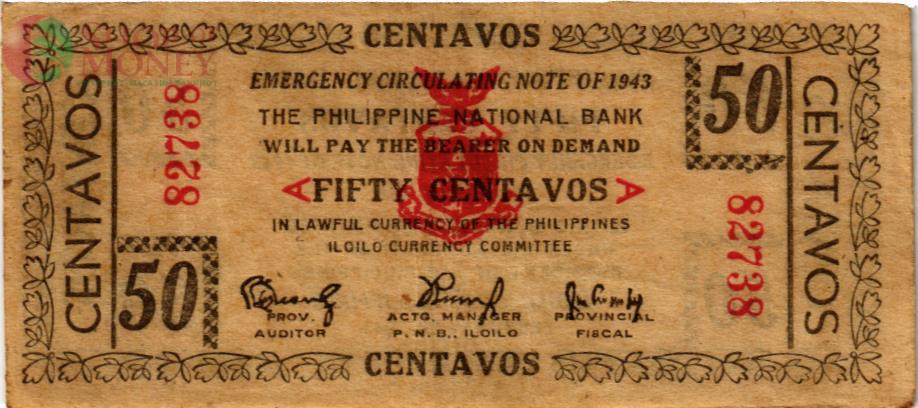 CENTAVOS
MONEY
EMERGENCY CIRCULATING NOTE OF 1943
50
THE PHILIPPINE NATIONAL BANK
WILL PAY THE BEARER ON DEMAND
A FIFTY CENTAVOS A
IN LAWFUL CURRENCY OF THE PHILIPPINES
ILOILO CURRENCY COMMITTEE
CENTAVOS
82738
82738
CENTAVOS
50
PROV.
AUDITOR
ACTG. MANAGER
P. N. B., ILOILO
PROVINCIAL
FISCAL
CENTAVOS